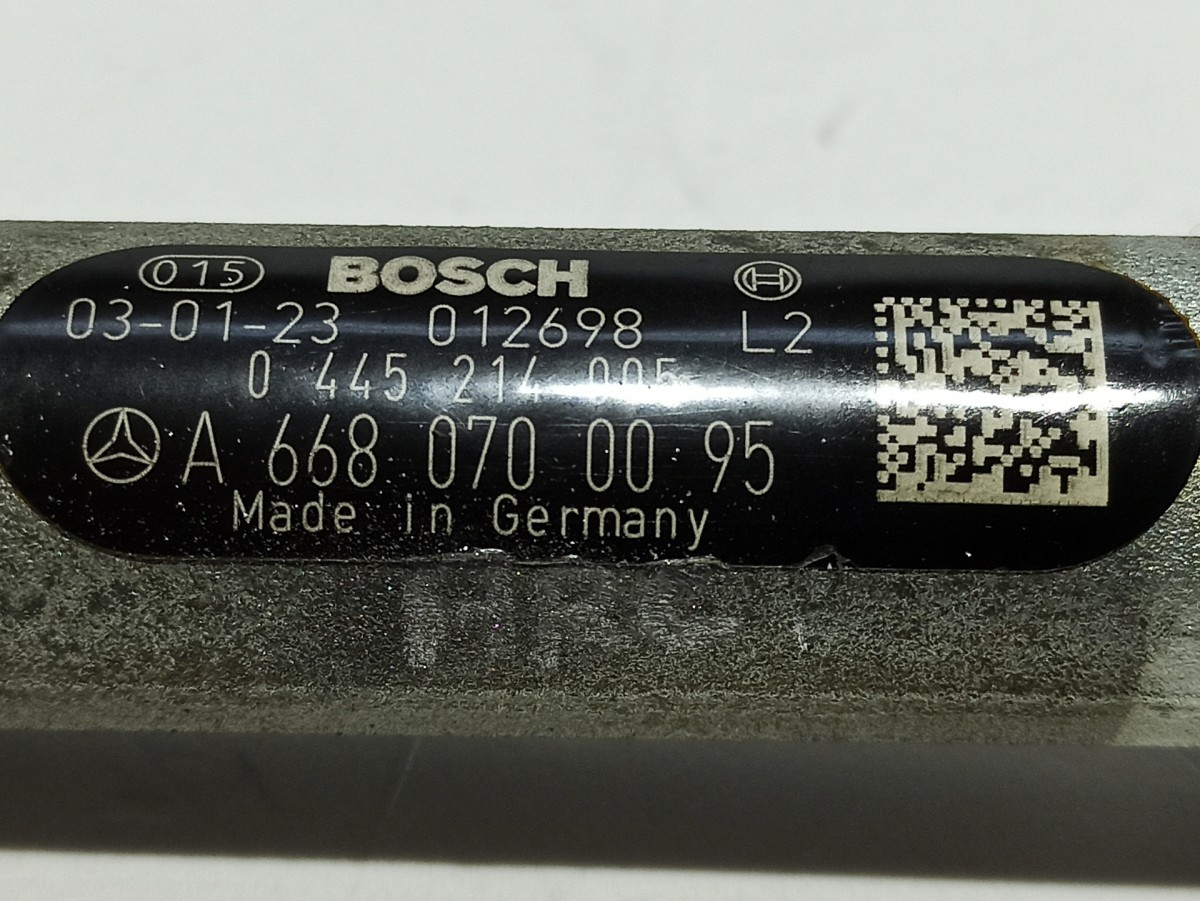 015 BOSCH
03-01-23 012698 L2
0 445 214 005
A 668 070 00 95
Made in Germany